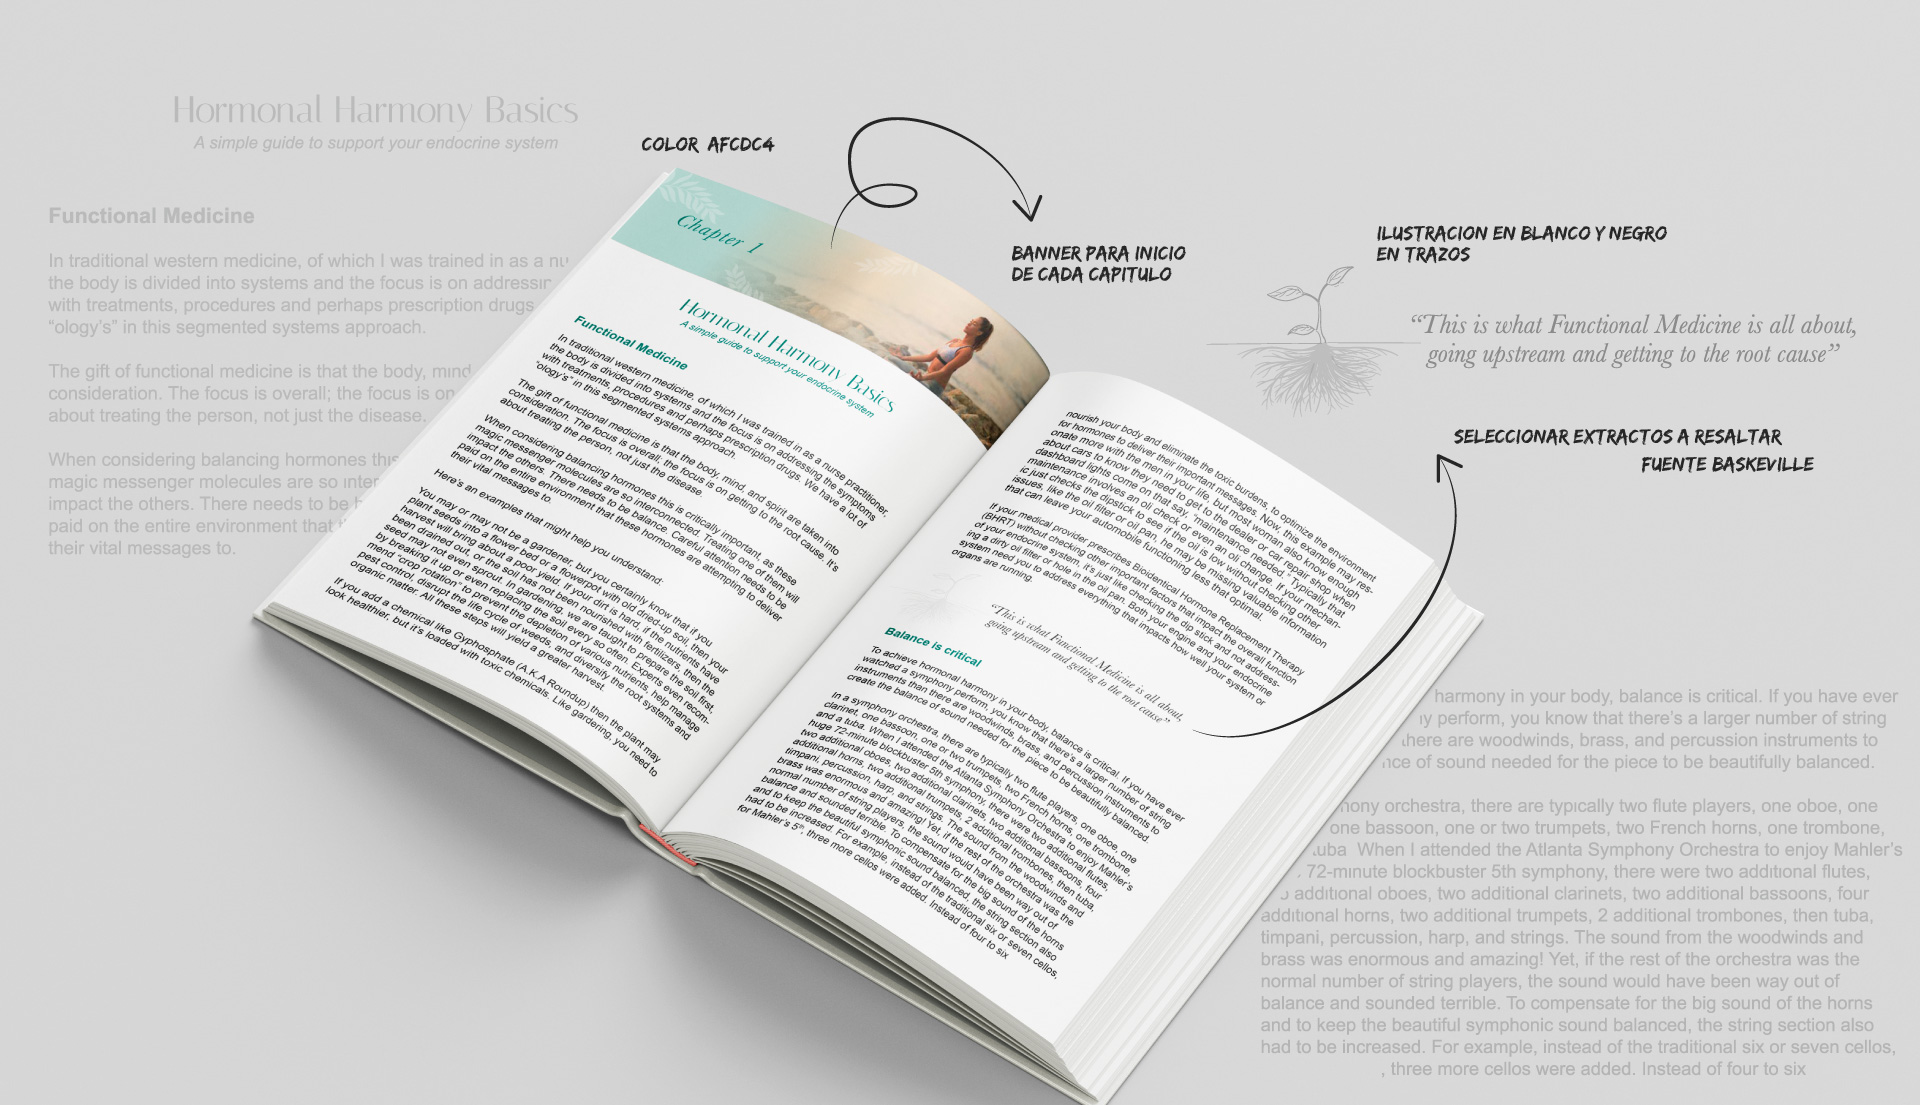 Hormonal Harmony Basics
A simple guide to support your endocrine system
Functional Medicine
In traditional western medicine, of which I was trained in as a nu
the body is divided into systems and the focus is on addressin
with treatments, procedures and perhaps prescription drugs
“ology’s” in this segmented systems approach.
The gift of functional medicine is that the body, mind
consideration. The focus is overall; the focus is on
about treating the person, not just the disease.
When considering balancing hormones this
magic messenger molecules are so inter
impact the others. There needs to be b
paid on the entire environment that th
their vital messages to.
COLOR AFCDC4
BANNER PARA INICIO
DE CADA CAPITULO
ILUSTRACION EN BLANCO Y NEGRO
EN TRAZOS
“This is what Functional Medicine is all about,
going upstream and getting to the root cause”
SELECCIONAR EXTRACTOS A RESALTAR
FUENTE BASKEVILLE
Chapter 1
Hormonal Harmony Basics
A simple guide to support your endocrine system
Functional Medicine
In traditional western medicine, of which I was trained in as a nurse practitioner,
the body is divided into systems and the focus is on addressing the symptoms
with treatments, procedures and perhaps prescription drugs. We have a lot of
“ology’s” in this segmented systems approach.
The gift of functional medicine is that the body, mind, and spirit are taken into
consideration. The focus is overall; the focus is on getting to the root cause. It’s
about treating the person, not just the disease.
When considering balancing hormones this is critically important, as these
magic messenger molecules are so interconnected. Treating one of them will
impact the others. There needs to be balance. Careful attention needs to be
paid on the entire environment that these hormones are attempting to deliver
their vital messages to.
Here’s an examples that might help you understand:
You may or may not be a gardener, but you certainly know that if you
plant seeds into a flower bed or a flowerpot with old dried-up soil, then your
harvest will bring about a poor yield. If your dirt is hard, if the nutrients have
been drained out, or the soil has not been nourished with fertilizers, then the
seed may not even sprout. In gardening, we are taught to prepare the soil first,
by breaking it up or even replacing the soil every so often. Experts even recom-
mend “crop rotation” to prevent the depletion of various nutrients, help manage
pest control, disrupt the life cycle of weeds, and diversify the root systems and
organic matter. All these steps will yield a greater harvest.
If you add a chemical like Gyphosphate (A.K.A Roundup) then the plant may
look healthier, but it’s loaded with toxic chemicals. Like gardening, you need to
nourish your body and eliminate the toxic burdens, to optimize the environment
for hormones to deliver their important messages. Now, this example may res-
onate more with the men in your life, but most woman also know enough
about cars to know they need to get to the dealer or car repair shop when
dashboard lights come on that say, “maintenance needed.” Typically that
maintenance involves an oil check or even an oil change. If your mechan-
ic just checks the dipstick to see if the oil is low without checking other
issues, like the oil filter or oil pan, he may be missing valuable information
that can leave your automobile functioning less that optimal.
If your medical provider prescribes Bioidentical Hormone Replacement Therapy
(BHRT) without checking other important factors that impact the overall function
of your endocrine system, it’s just like checking the dip stick and not address-
ing a dirty oil filter or hole in the oil pan. Both your engine and your endocrine
system need you to address everything that impacts how well your system or
organs are running.
“This is what Functional Medicine is all about,
going upstream and getting to the root cause”
Balance is critical
To achieve hormonal harmony in your body, balance is critical. If you have ever
watched a symphony perform, you know that there’s a larger number of string
instruments than there are woodwinds, brass, and percussion instruments to
create the balance of sound needed for the piece to be beautifully balanced.
In a symphony orchestra, there are typically two flute players, one oboe, one
clarinet, one bassoon, one or two trumpets, two French horns, one trombone,
and a tuba. When I attended the Atlanta Symphony Orchestra to enjoy Mahler’s
huge 72-minute blockbuster 5th symphony, there were two additional flutes,
two additional oboes, two additional clarinets, two additional bassoons, four
additional horns, two additional trumpets, 2 additional trombones, then tuba,
timpani, percussion, harp, and strings. The sound from the woodwinds and
brass was enormous and amazing! Yet, if the rest of the orchestra was the
normal number of string players, the sound would have been way out of
balance and sounded terrible. To compensate for the big sound of the horns
and to keep the beautiful symphonic sound balanced, the string section also
had to be increased. For example, instead of the traditional six or seven cellos,
for Mahler’s 5th, three more cellos were added. Instead of four to six
harmony in your body, balance is critical. If you have ever
y perform, you know that there’s a larger number of string
here are woodwinds, brass, and percussion instruments to
nce of sound needed for the piece to be beautifully balanced.
hony orchestra, there are typically two flute players, one oboe, one
one bassoon, one or two trumpets, two French horns, one trombone,
tuba When I attended the Atlanta Symphony Orchestra to enjoy Mahler’s
72-minute blockbuster 5th symphony, there were two additional flutes,
o additional oboes, two additional clarinets, two additional bassoons, four
additional horns, two additional trumpets, 2 additional trombones, then tuba,
timpani, percussion, harp, and strings. The sound from the woodwinds and
brass was enormous and amazing! Yet, if the rest of the orchestra was the
normal number of string players, the sound would have been way out of
balance and sounded terrible. To compensate for the big sound of the horns
and to keep the beautiful symphonic sound balanced, the string section also
had to be increased. For example, instead of the traditional six or seven cellos,
, three more cellos were added. Instead of four to six